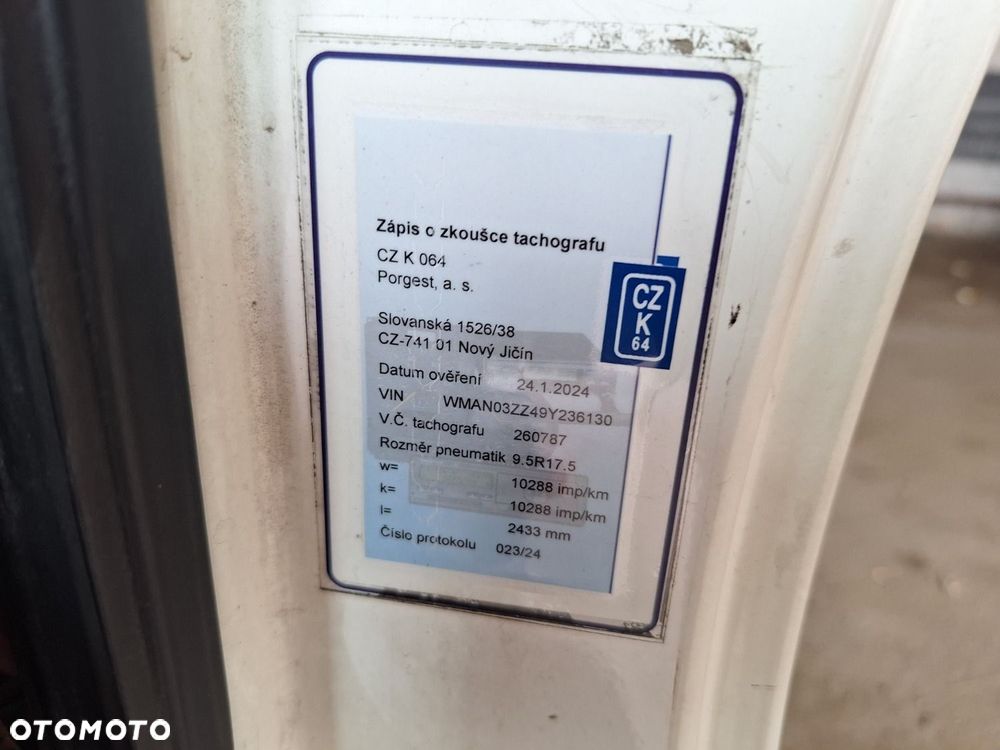 Zápis o zkoušce tachografu
CZ K 064
Porgest, a. s.
Slovanská 1526/38
CZ-741 01 Nový Jičín
Datum ověření 24.1.2024
VIN WMAN03ZZ49Y236130
V.Č. tachografu 260787
Rozměr pneumatik 9.5R17.5
w= 10288 imp/km
k= 10288 imp/km
l= 2433 mm
Číslo protokolu 023/24
CZ
K
64
OTOMOTO